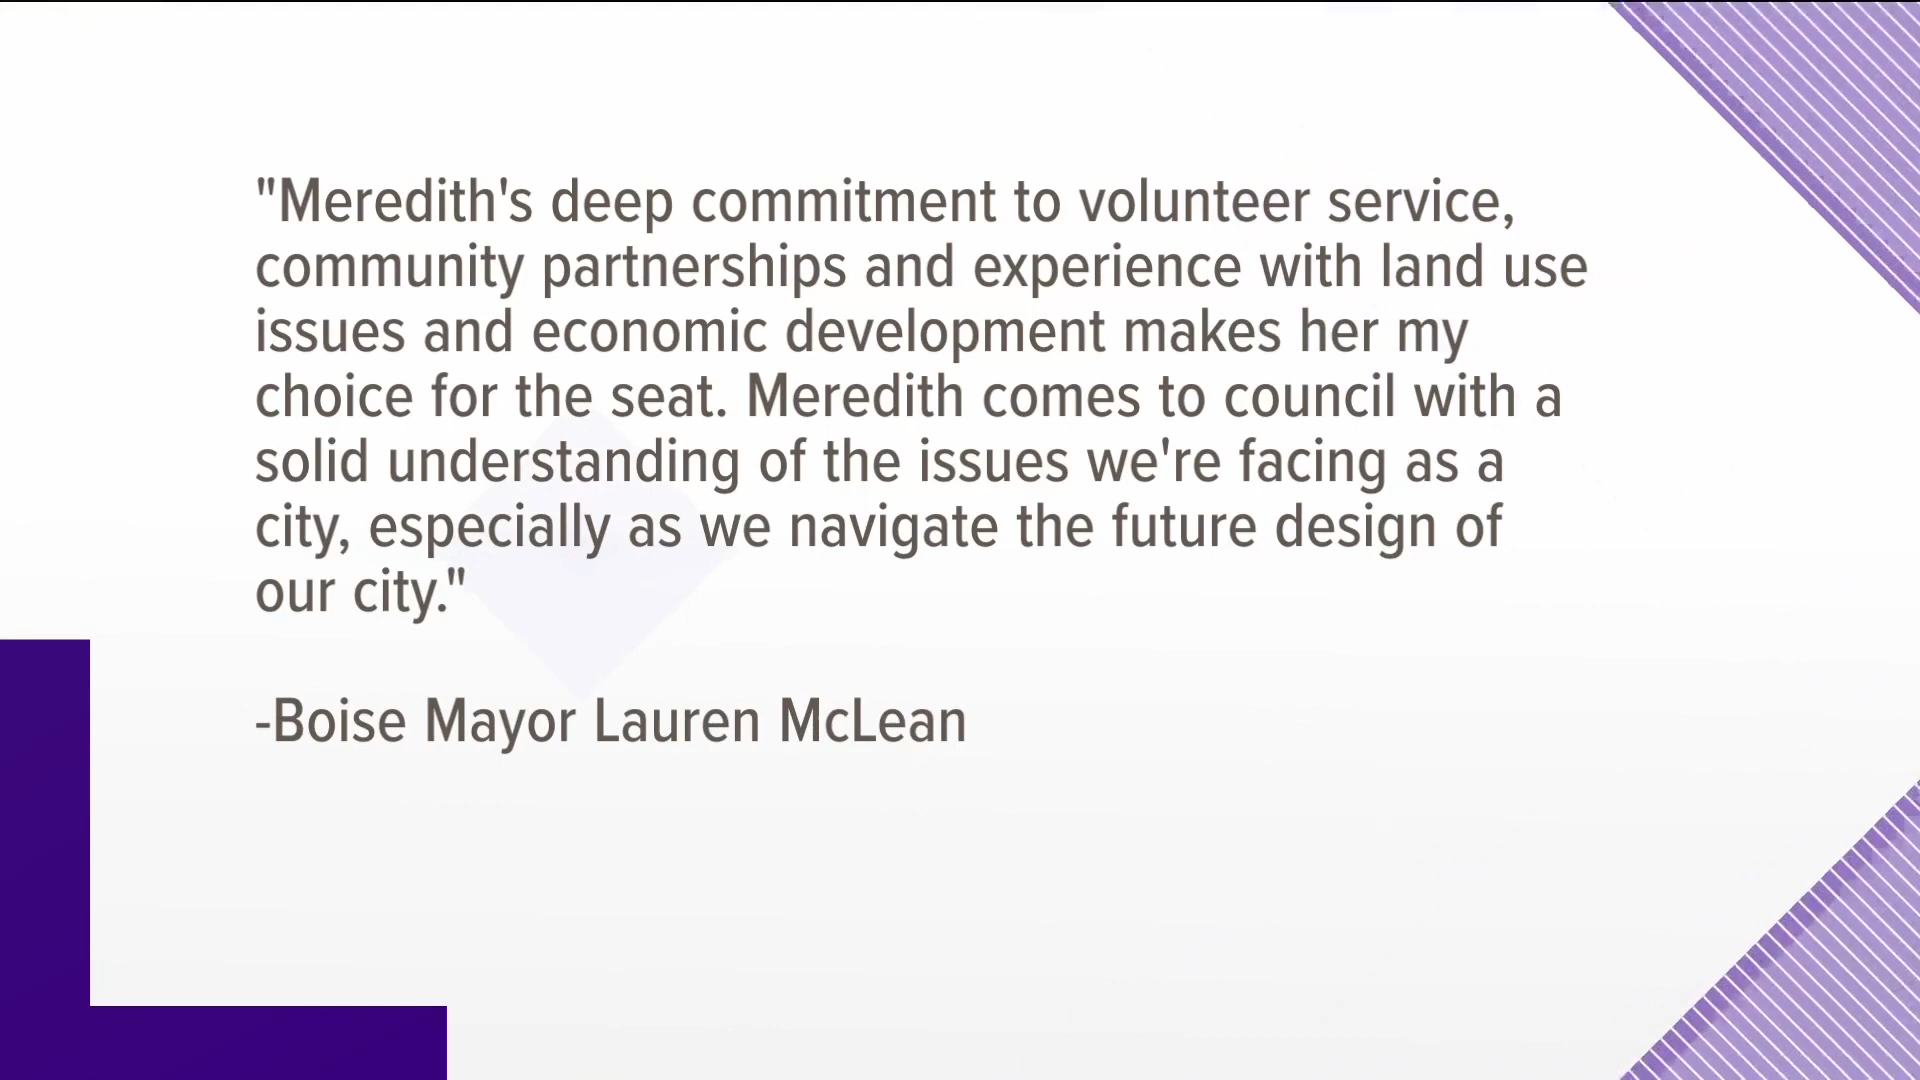 "Meredith's deep commitment to volunteer service,
community partnerships and experience with land use
issues and economic development makes her my
choice for the seat. Meredith comes to council with a
solid understanding of the issues we're facing as a
city, especially as we navigate the future design of
our city."
-Boise Mayor Lauren McLean